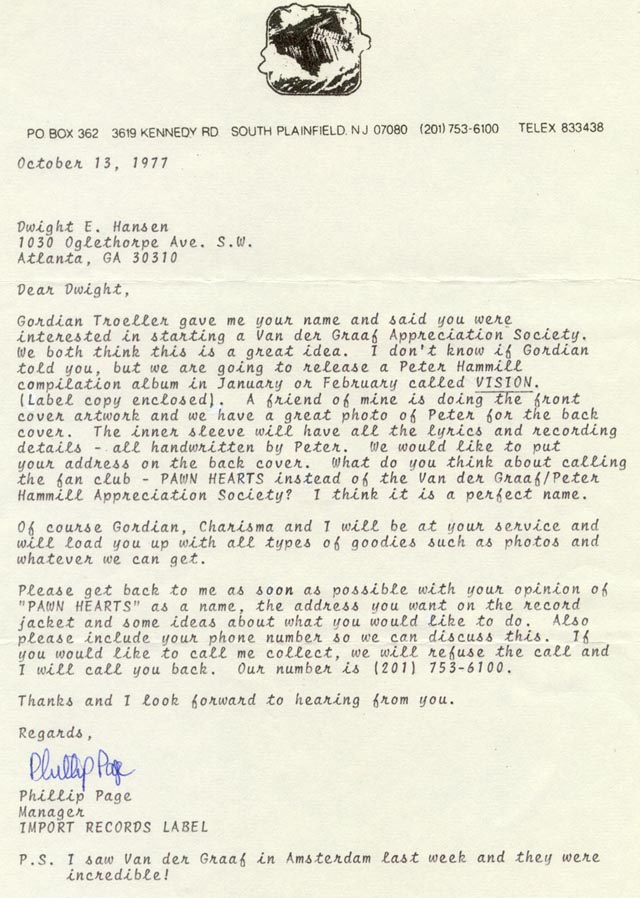 PO BOX 362 3619 KENNEDY RD SOUTH PLAINFIELD, NJ 07080 (201) 753-6100 TELEX 833438
October 13, 1977
Dwight E. Hansen
1030 Oglethorpe Ave. S.W.
Atlanta, GA 30310
Dear Dwight,
Gordian Troeller gave me your name and said you were
interested in starting a Van der Graaf Appreciation Society.
We both think this is a great idea. I don't know if Gordian
told you, but we are going to release a Peter Hammill
compilation album in January or February called VISION.
(Label copy enclosed). A friend of mine is doing the front
cover artwork and we have a great photo of Peter for the back
cover. The inner sleeve will have all the lyrics and recording
details - all handwritten by Peter. We would like to put
your address on the back cover. What do you think about calling
the fan club - PAWN HEARTS instead of the Van der Graaf/Peter
Hammill Appreciation Society? I think it is a perfect name.
Of course Gordian, Charisma and I will be at your service and
will load you up with all types of goodies such as photos and
whatever we can get.
Please get back to me as soon as possible with your opinion of
"PAWN HEARTS" as a name, the address you want on the record
jacket and some ideas about what you would like to do. Also
please include your phone number so we can discuss this. If
you would like to call me collect, we will refuse the call and
I will call you back. Our number is (201) 753-6100.
Thanks and I look forward to hearing from you.
Regards,
Phillip Page
Phillip Page
Manager
IMPORT RECORDS LABEL
P.S. I saw Van der Graaf in Amsterdam last week and they were
incredible!